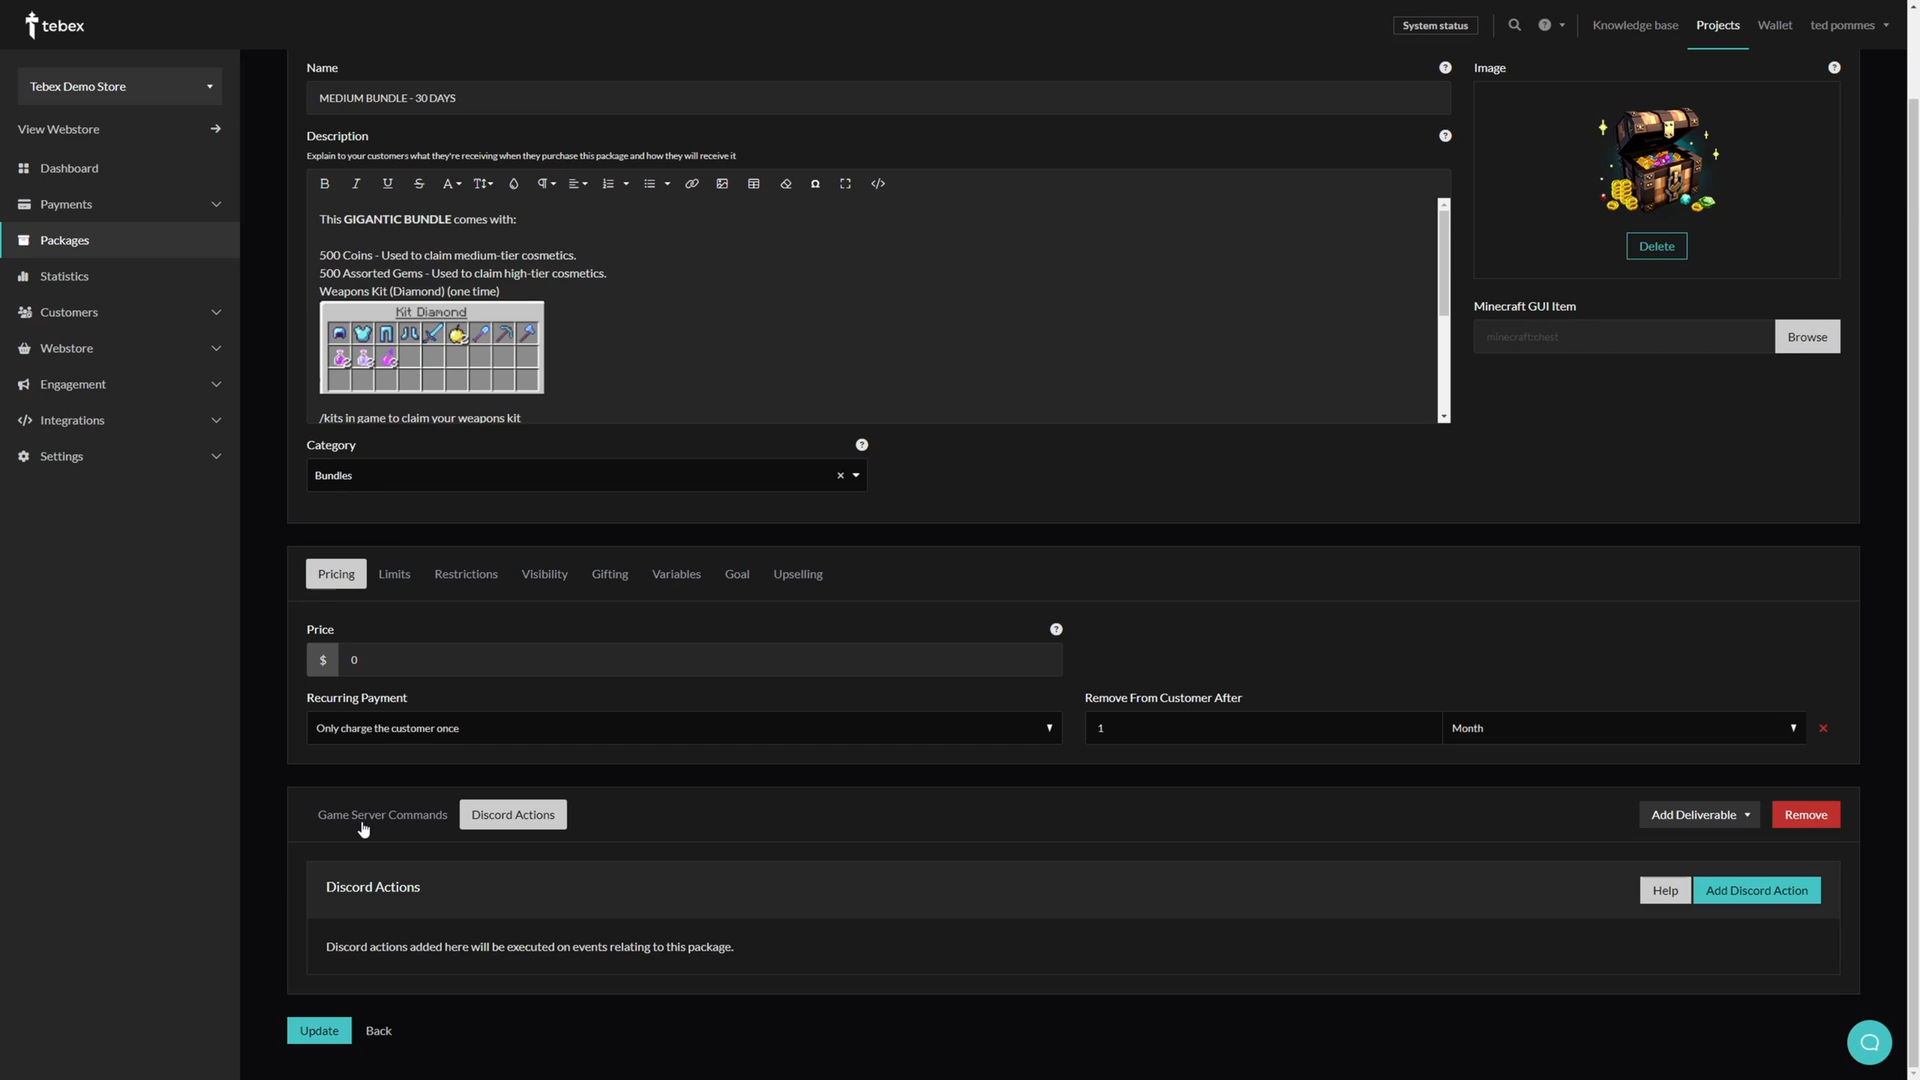 tebex
System status
Knowledge base
Projects
Wallet
ted pommes
Tebex Demo Store
View Webstore
Dashboard
Payments
Packages
Statistics
Customers
Webstore
Engagement
Integrations
Settings
Name
MEDIUM BUNDLE - 30 DAYS
Description
Explain to your customers what they're receiving when they purchase this package and how they will receive it
This GIGANTIC BUNDLE comes with:
500 Coins - Used to claim medium-tier cosmetics.
500 Assorted Gems - Used to claim high-tier cosmetics.
Weapons Kit (Diamond) (one time)
Kit Diamond
/kits in game to claim your weapons kit
Image
Delete
Minecraft GUI Item
minecraft:chest
Browse
Category
Bundles
Pricing
Limits
Restrictions
Visibility
Gifting
Variables
Goal
Upselling
Price
$ 0
Recurring Payment
Only charge the customer once
Remove From Customer After
1
Month
Game Server Commands
Discord Actions
Add Deliverable
Remove
Discord Actions
Help
Add Discord Action
Discord actions added here will be executed on events relating to this package.
Update
Back